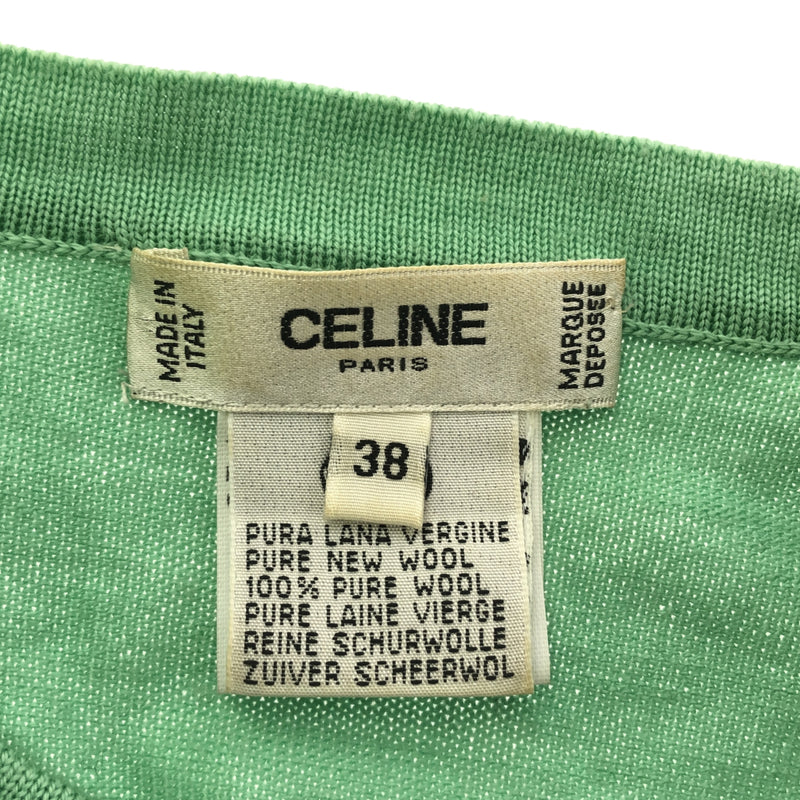 MADE IN
ITALY
CELINE
PARIS
MARQUE
DEPOSEE
38
PURA LANA VERGINE
PURE NEW WOOL
100% PURE WOOL
PURE LAINE VIERGE
REINE SCHURWOLLE
ZUIVER SCHEERWOL